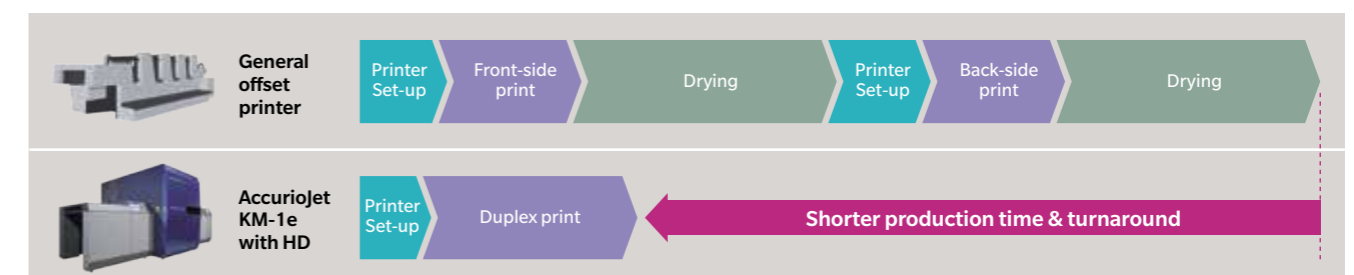 General
offset
printer
Printer
Set-up
Front-side
print
Drying
Printer
Set-up
Back-side
print
Drying
AccurioJet
KM-1e
with HD
Printer
Set-up
Duplex print
Shorter production time & turnaround